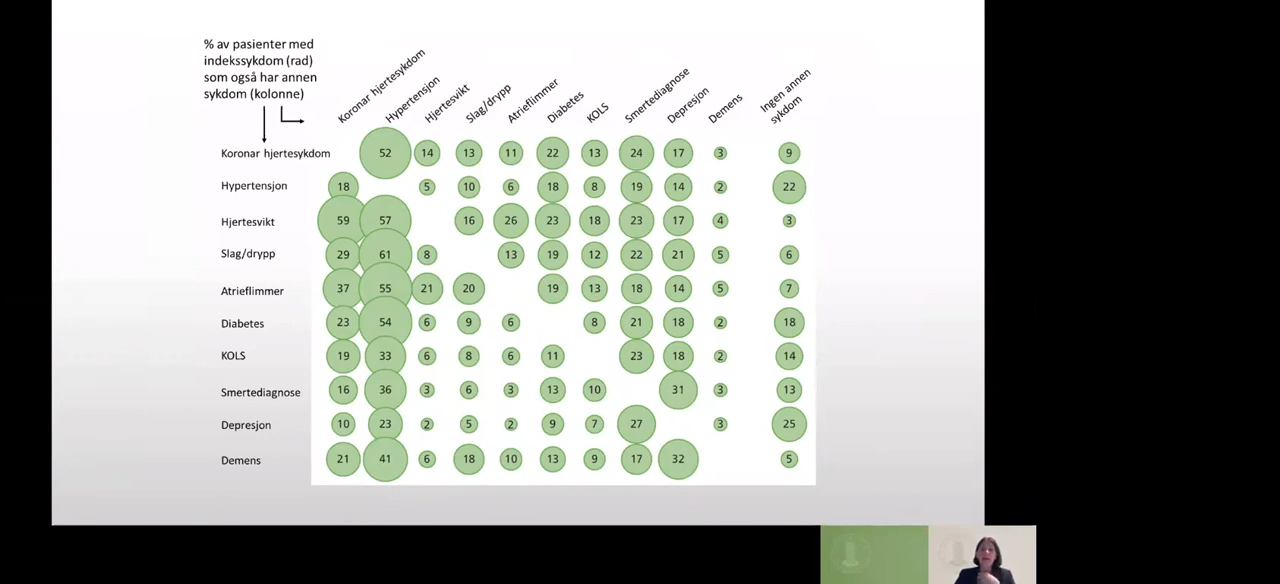 % av pasienter med
indekssykdom (rad)
som også har annen
sykdom (kolonne)
Koronar hjertesykdom
Hypertensjon
Hjertesvikt
Slag/drypp
Atrieflimmer
Diabetes
KOLS
Smertediagnose
Depresjon
Demens
Ingen annen
sykdom
Koronar hjertesykdom 52 14 13 11 22 13 24 17 3 9
Hypertensjon 18 5 10 6 18 8 19 14 2 22
Hjertesvikt 59 57 16 26 23 18 23 17 4 3
Slag/drypp 29 61 8 13 19 12 22 21 5 6
Atrieflimmer 37 55 21 20 19 13 18 14 5 7
Diabetes 23 54 6 9 6 8 21 18 2 18
KOLS 19 33 6 8 6 11 23 18 2 14
Smertediagnose 16 36 3 6 3 13 10 31 3 13
Depresjon 10 23 2 5 2 9 7 27 3 25
Demens 21 41 6 18 10 13 9 17 32 5